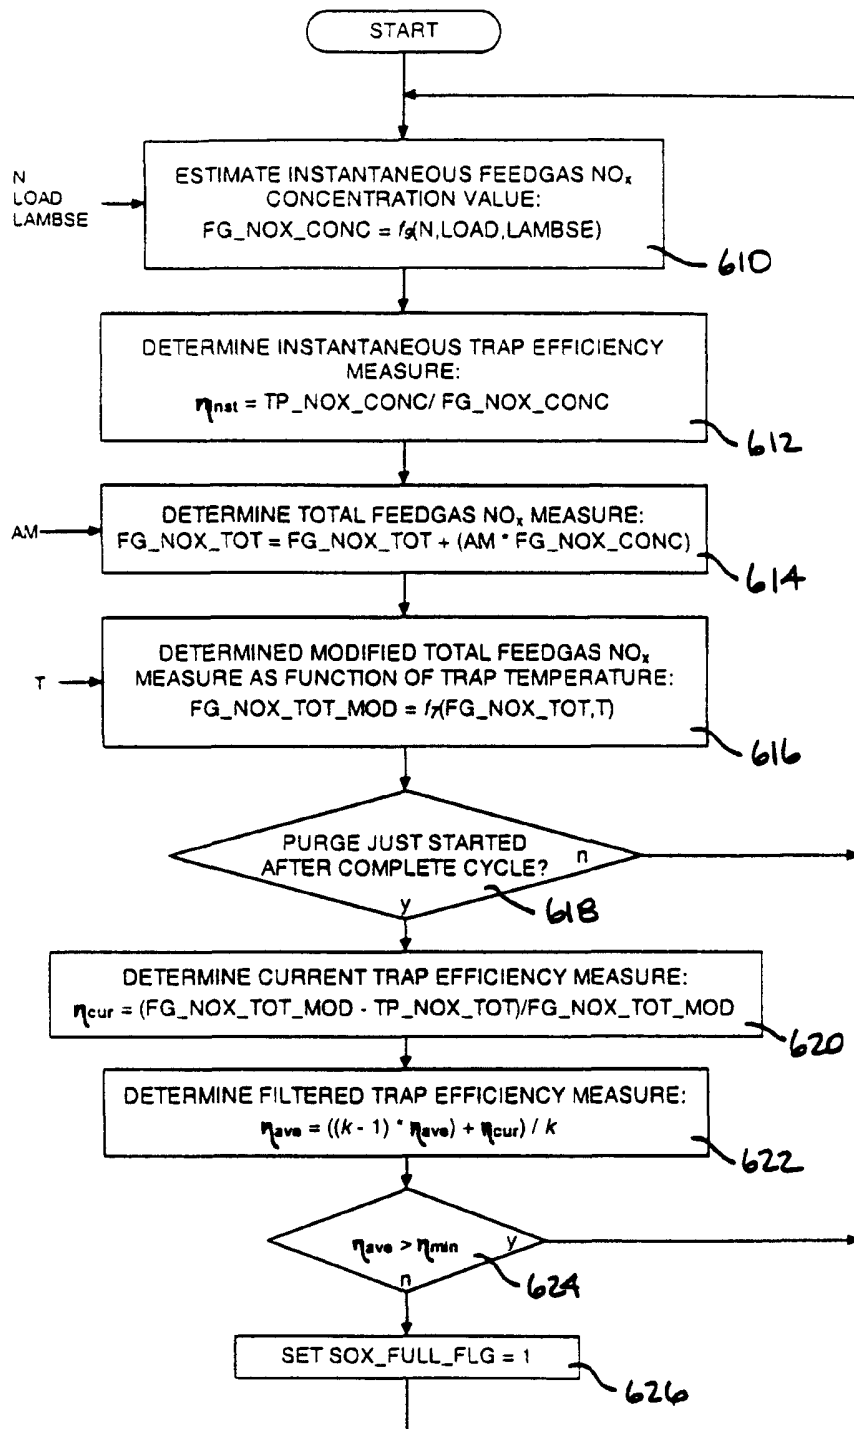 START
N
LOAD
LAMBSE
ESTIMATE INSTANTANEOUS FEEDGAS NOₓ
CONCENTRATION VALUE:
FG_NOX_CONC = f9(N,LOAD,LAMBSE)
610
DETERMINE INSTANTANEOUS TRAP EFFICIENCY
MEASURE:
ηinst = TP_NOX_CONC/ FG_NOX_CONC
612
AM
DETERMINE TOTAL FEEDGAS NOₓ MEASURE:
FG_NOX_TOT = FG_NOX_TOT + (AM * FG_NOX_CONC)
614
T
DETERMINED MODIFIED TOTAL FEEDGAS NOₓ
MEASURE AS FUNCTION OF TRAP TEMPERATURE:
FG_NOX_TOT_MOD = f7(FG_NOX_TOT,T)
616
PURGE JUST STARTED
AFTER COMPLETE CYCLE?
n
y
618
DETERMINE CURRENT TRAP EFFICIENCY MEASURE:
ηcur = (FG_NOX_TOT_MOD - TP_NOX_TOT)/FG_NOX_TOT_MOD
620
DETERMINE FILTERED TRAP EFFICIENCY MEASURE:
ηave = ((k - 1) * ηave) + ηcur) / k
622
ηave > ηmin
y
n
624
SET SOX_FULL_FLG = 1
626